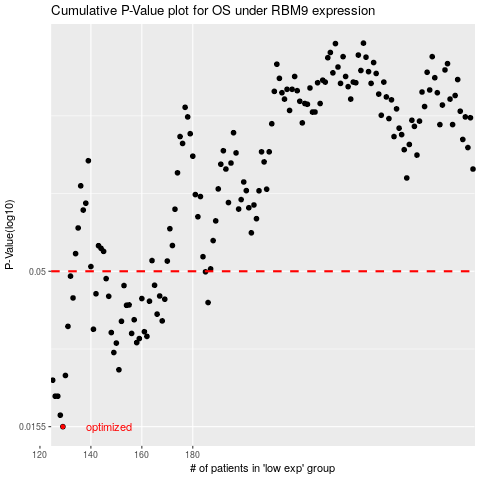 Cumulative P-Value plot for OS under RBM9 expression
P-Value(log10)
0.05
0.0155
optimized
120 140 160 180
# of patients in 'low exp' group